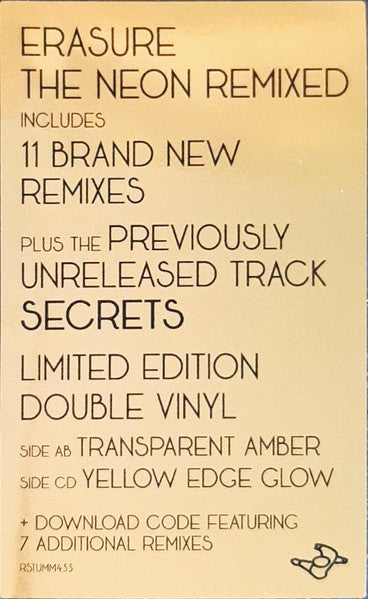 ERASURE
THE NEON REMIXED
INCLUDES
11 BRAND NEW
REMIXES
PLUS THE PREVIOUSLY
UNRELEASED TRACK
SECRETS
LIMITED EDITION
DOUBLE VINYL
SIDE AB TRANSPARENT AMBER
SIDE CD YELLOW EDGE GLOW
+ DOWNLOAD CODE FEATURING
7 ADDITIONAL REMIXES
RSTUMM455